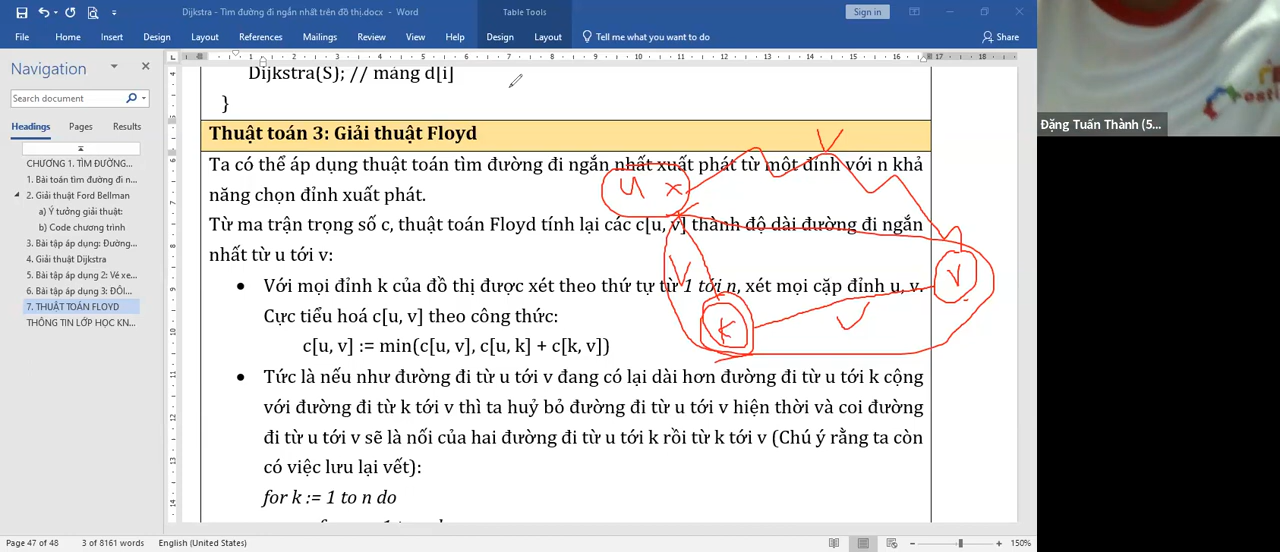 Dijkstra - Tìm đường đi ngắn nhất trên đồ thị.docx - Word
Table Tools
Sign in
File Home Insert Design Layout References Mailings Review View Help Design Layout Tell me what you want to do Share
Navigation
Search document
Headings Pages Results
CHƯƠNG 1. TÌM ĐƯỜNG...
1. Bài toán tìm đường đi n...
2. Giải thuật Ford Bellman
a) Ý tưởng giải thuật:
b) Code chương trình
3. Bài tập áp dụng: Đường...
4. Giải thuật Dijkstra
5. Bài tập áp dụng 2: Vé xe...
6. Bài tập áp dụng 3: ĐÔI...
7. THUẬT TOÁN FLOYD
THÔNG TIN LỚP HỌC KN...
Dijkstra(S); // mảng d[i]
}
Thuật toán 3: Giải thuật Floyd
Ta có thể áp dụng thuật toán tìm đường đi ngắn nhất xuất phát từ một đỉnh với n khả
năng chọn đỉnh xuất phát.
Từ ma trận trọng số c, thuật toán Floyd tính lại các c[u, v] thành độ dài đường đi ngắn
nhất từ u tới v:
• Với mọi đỉnh k của đồ thị được xét theo thứ tự từ 1 tới n, xét mọi cặp đỉnh u, v.
Cực tiểu hoá c[u, v] theo công thức:
c[u, v] := min(c[u, v], c[u, k] + c[k, v])
• Tức là nếu như đường đi từ u tới v đang có lại dài hơn đường đi từ u tới k cộng
với đường đi từ k tới v thì ta huỷ bỏ đường đi từ u tới v hiện thời và coi đường
đi từ u tới v sẽ là nối của hai đường đi từ u tới k rồi từ k tới v (Chú ý rằng ta còn
có việc lưu lại vết):
for k := 1 to n do
u x
v
k
Đặng Tuấn Thành (5...
Page 47 of 48 3 of 8161 words English (United States) 150%